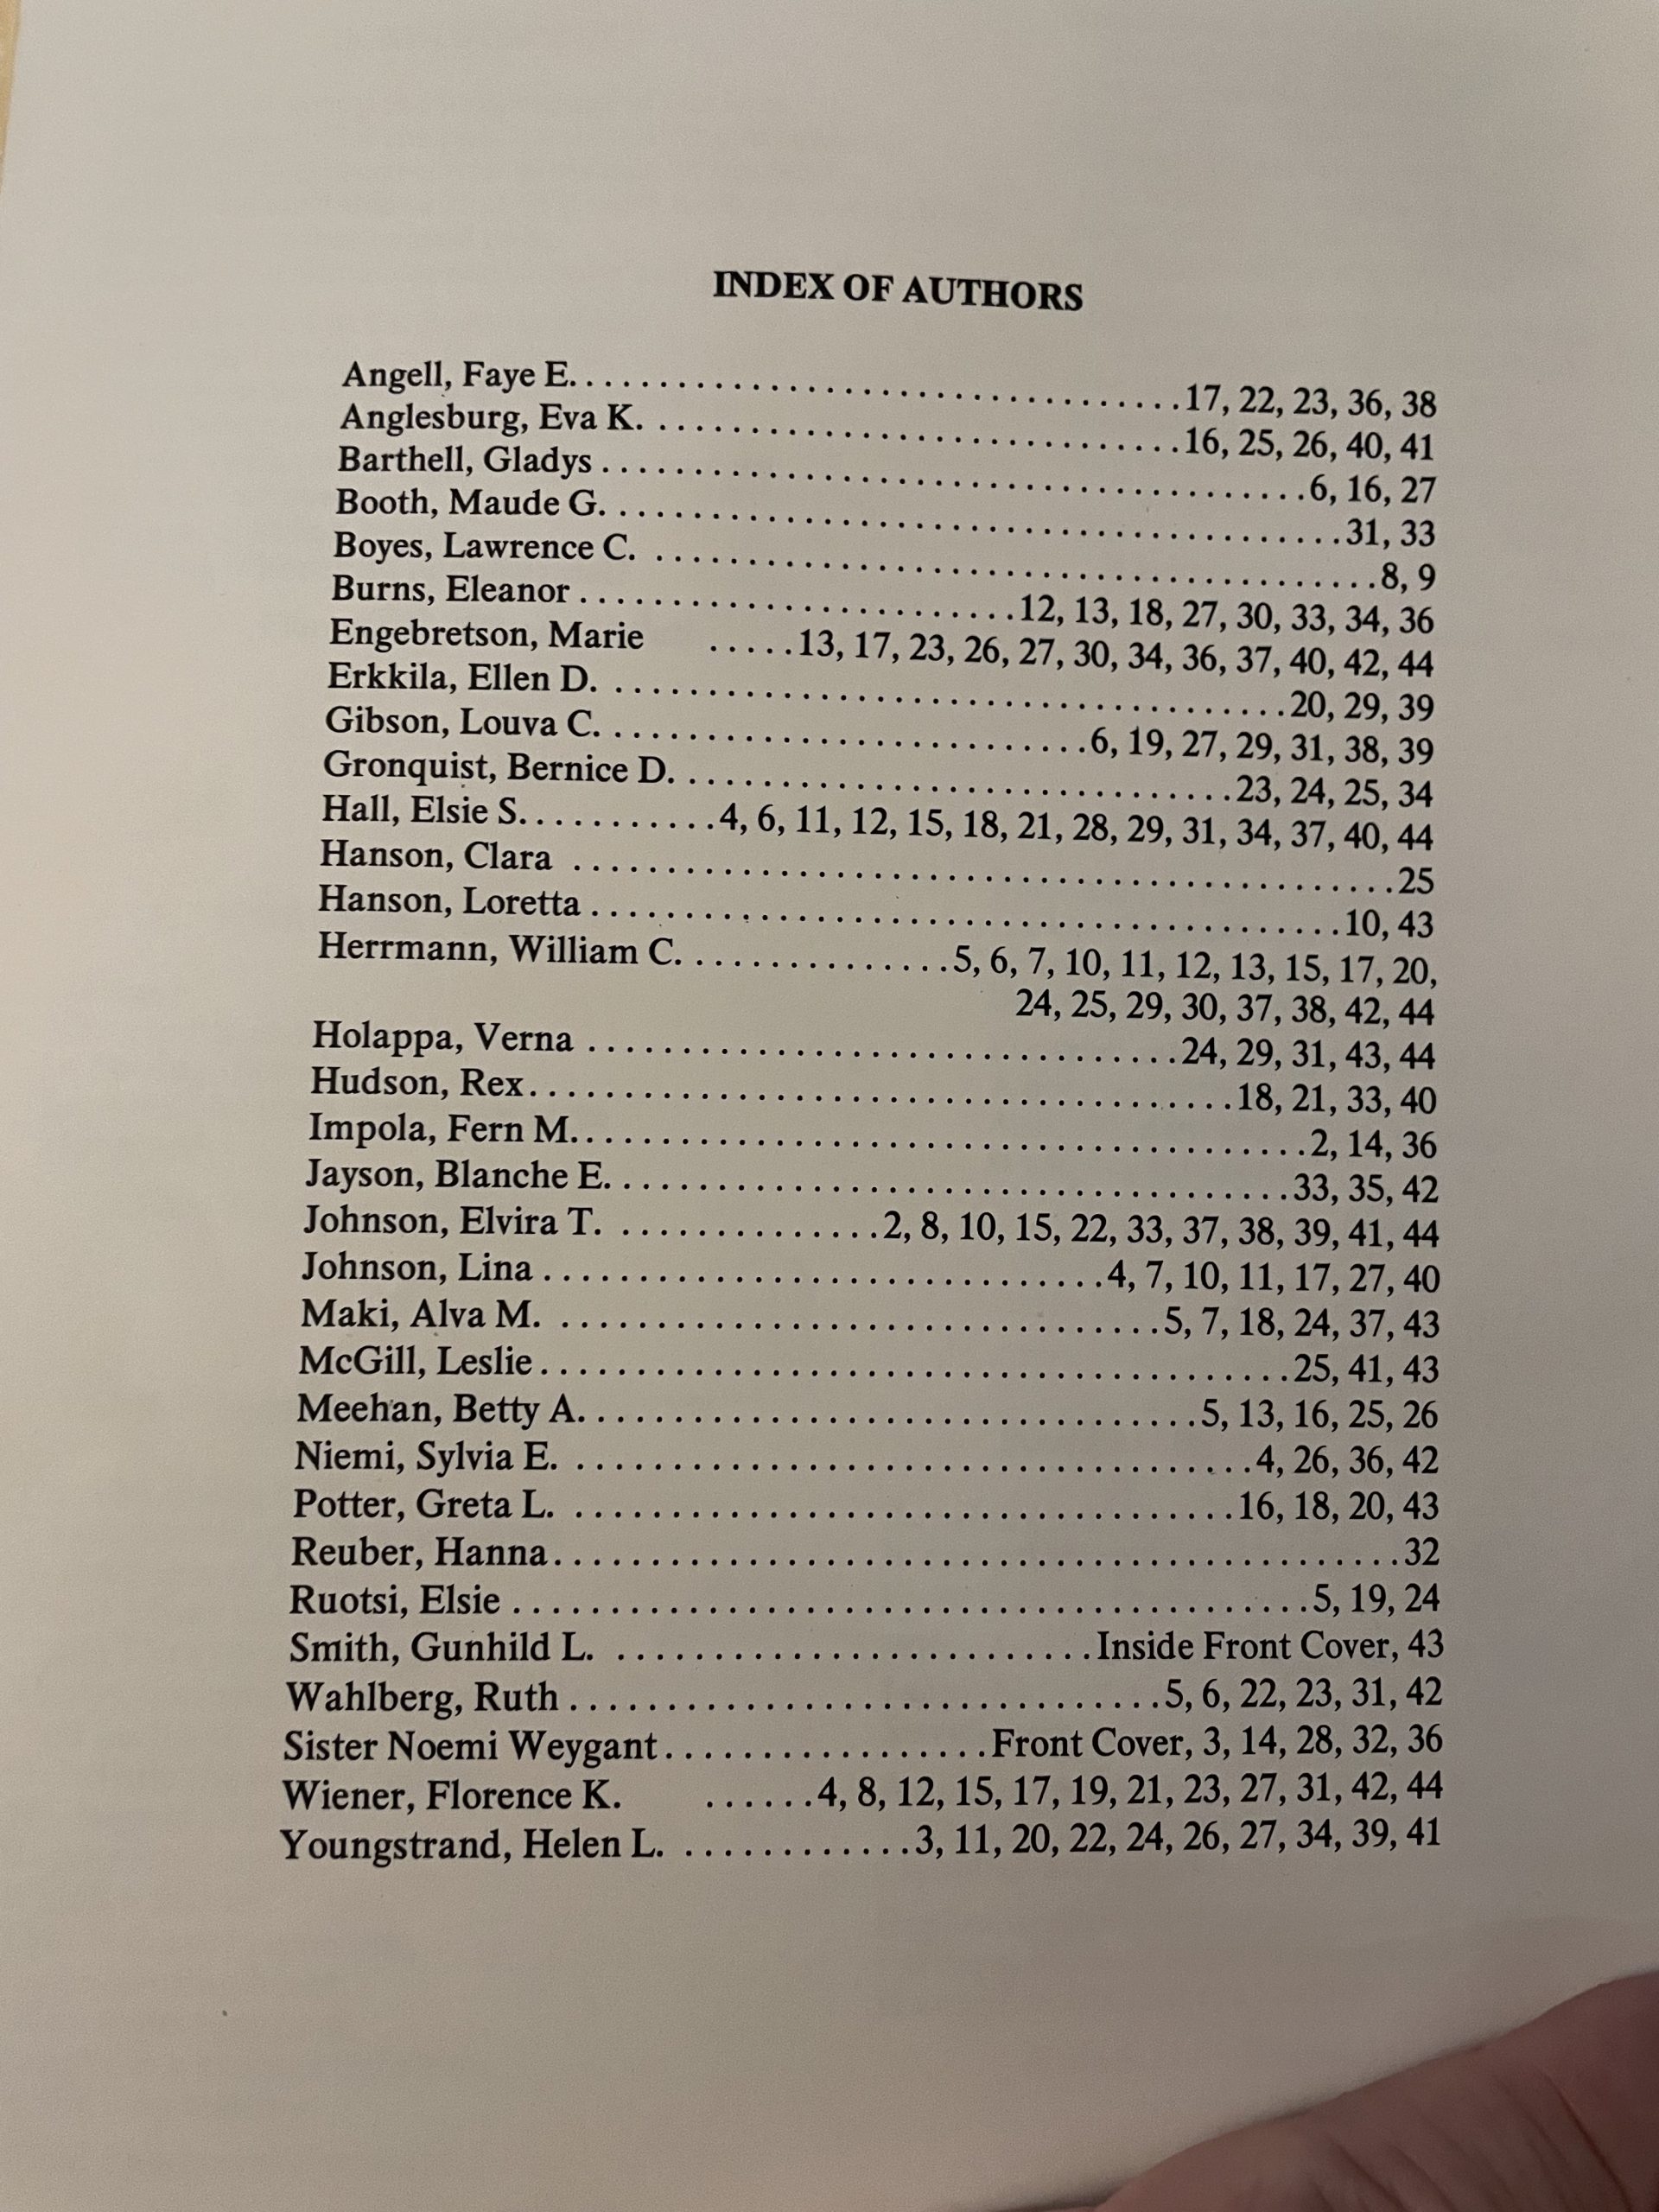 INDEX OF AUTHORS
Angell, Faye E. . . . . . . . . . . . . . . . . . . . . . . . . . . . . . . . 17, 22, 23, 36, 38
Anglesburg, Eva K. . . . . . . . . . . . . . . . . . . . . . . . . . . . . 16, 25, 26, 40, 41
Barthell, Gladys . . . . . . . . . . . . . . . . . . . . . . . . . . . . . . . . . . . . . 6, 16, 27
Booth, Maude G. . . . . . . . . . . . . . . . . . . . . . . . . . . . . . . . . . . . . . . 31, 33
Boyes, Lawrence C. . . . . . . . . . . . . . . . . . . . . . . . . . . . . . . . . . . . . . . 8, 9
Burns, Eleanor . . . . . . . . . . . . . . . . . . . . . . . 12, 13, 18, 27, 30, 33, 34, 36
Engebretson, Marie . . . . . 13, 17, 23, 26, 27, 30, 34, 36, 37, 40, 42, 44
Erkkila, Ellen D. . . . . . . . . . . . . . . . . . . . . . . . . . . . . . . . . . . . 20, 29, 39
Gibson, Louva C. . . . . . . . . . . . . . . . . . . . . . . . . . 6, 19, 27, 29, 31, 38, 39
Gronquist, Bernice D. . . . . . . . . . . . . . . . . . . . . . . . . . . . . . 23, 24, 25, 34
Hall, Elsie S. . . . . . . . . . . 4, 6, 11, 12, 15, 18, 21, 28, 29, 31, 34, 37, 40, 44
Hanson, Clara . . . . . . . . . . . . . . . . . . . . . . . . . . . . . . . . . . . . . . . . . . . 25
Hanson, Loretta . . . . . . . . . . . . . . . . . . . . . . . . . . . . . . . . . . . . . . . 10, 43
Herrmann, William C. . . . . . . . . . . . . . . 5, 6, 7, 10, 11, 12, 13, 15, 17, 20,
24, 25, 29, 30, 37, 38, 42, 44
Holappa, Verna . . . . . . . . . . . . . . . . . . . . . . . . . . . . . . . 24, 29, 31, 43, 44
Hudson, Rex. . . . . . . . . . . . . . . . . . . . . . . . . . . . . . . . . . . . . 18, 21, 33, 40
Impola, Fern M. . . . . . . . . . . . . . . . . . . . . . . . . . . . . . . . . . . . . . 2, 14, 36
Jayson, Blanche E. . . . . . . . . . . . . . . . . . . . . . . . . . . . . . . . . . . . 33, 35, 42
Johnson, Elvira T. . . . . . . . . . . . . . . 2, 8, 10, 15, 22, 33, 37, 38, 39, 41, 44
Johnson, Lina . . . . . . . . . . . . . . . . . . . . . . . . . . . . . 4, 7, 10, 11, 17, 27, 40
Maki, Alva M. . . . . . . . . . . . . . . . . . . . . . . . . . . . . . . . 5, 7, 18, 24, 37, 43
McGill, Leslie . . . . . . . . . . . . . . . . . . . . . . . . . . . . . . . . . . . . . . . 25, 41, 43
Meehan, Betty A. . . . . . . . . . . . . . . . . . . . . . . . . . . . . . . . . 5, 13, 16, 25, 26
Niemi, Sylvia E. . . . . . . . . . . . . . . . . . . . . . . . . . . . . . . . . . . . 4, 26, 36, 42
Potter, Greta L. . . . . . . . . . . . . . . . . . . . . . . . . . . . . . . . . . . 16, 18, 20, 43
Reuber, Hanna. . . . . . . . . . . . . . . . . . . . . . . . . . . . . . . . . . . . . . . . . . . . 32
Ruotsi, Elsie . . . . . . . . . . . . . . . . . . . . . . . . . . . . . . . . . . . . . . . . . 5, 19, 24
Smith, Gunhild L. . . . . . . . . . . . . . . . . . . . . . . . . . Inside Front Cover, 43
Wahlberg, Ruth . . . . . . . . . . . . . . . . . . . . . . . . . . . . . . . 5, 6, 22, 23, 31, 42
Sister Noemi Weygant . . . . . . . . . . . . . . . . . Front Cover, 3, 14, 28, 32, 36
Wiener, Florence K. . . . . . . 4, 8, 12, 15, 17, 19, 21, 23, 27, 31, 42, 44
Youngstrand, Helen L. . . . . . . . . . . . . 3, 11, 20, 22, 24, 26, 27, 34, 39, 41